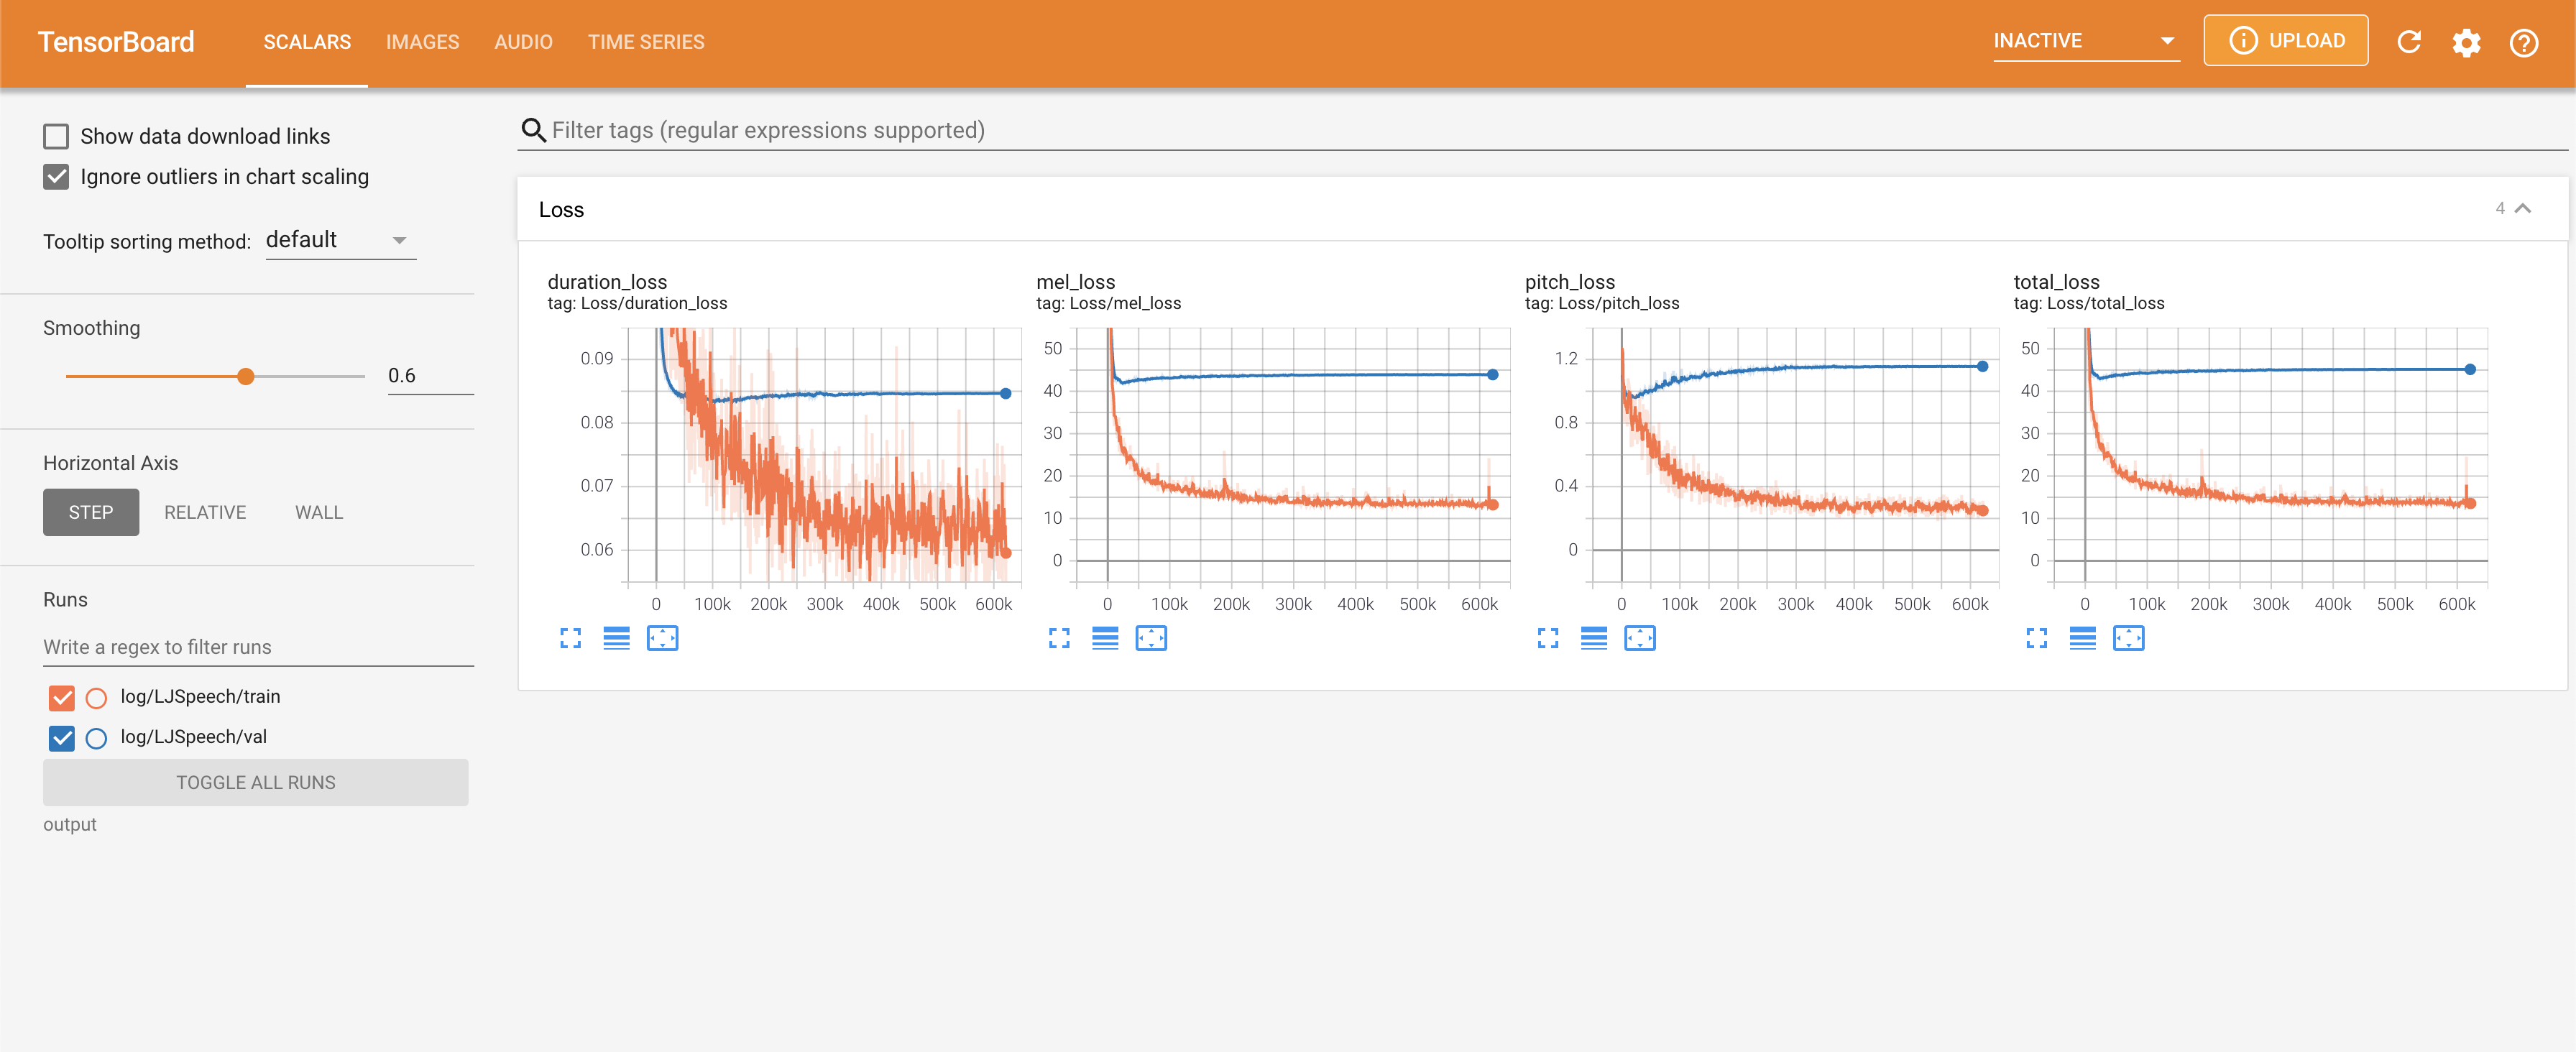 TensorBoard SCALARS IMAGES AUDIO TIME SERIES INACTIVE UPLOAD
Show data download links
Ignore outliers in chart scaling
Tooltip sorting method: default
Smoothing
0.6
Horizontal Axis
STEP RELATIVE WALL
Runs
Write a regex to filter runs
log/LJSpeech/train
log/LJSpeech/val
TOGGLE ALL RUNS
output
Filter tags (regular expressions supported)
Loss 4
duration_loss
tag: Loss/duration_loss
0.09
0.08
0.07
0.06
0 100k 200k 300k 400k 500k 600k
mel_loss
tag: Loss/mel_loss
50
40
30
20
10
0
0 100k 200k 300k 400k 500k 600k
pitch_loss
tag: Loss/pitch_loss
1.2
0.8
0.4
0
0 100k 200k 300k 400k 500k 600k
total_loss
tag: Loss/total_loss
50
40
30
20
10
0
0 100k 200k 300k 400k 500k 600k